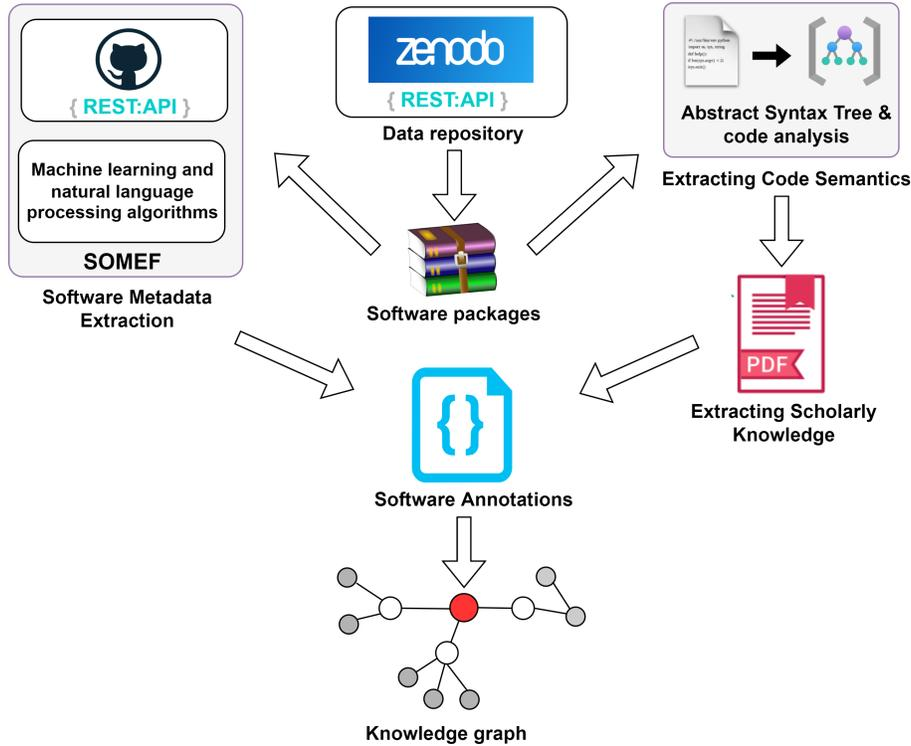 { REST:API }
Machine learning and
natural language
processing algorithms
SOMEF
Software Metadata
Extraction
zenodo
{ REST:API }
Data repository
Software packages
Abstract Syntax Tree &
code analysis
Extracting Code Semantics
PDF
Extracting Scholarly
Knowledge
{ }
Software Annotations
Knowledge graph